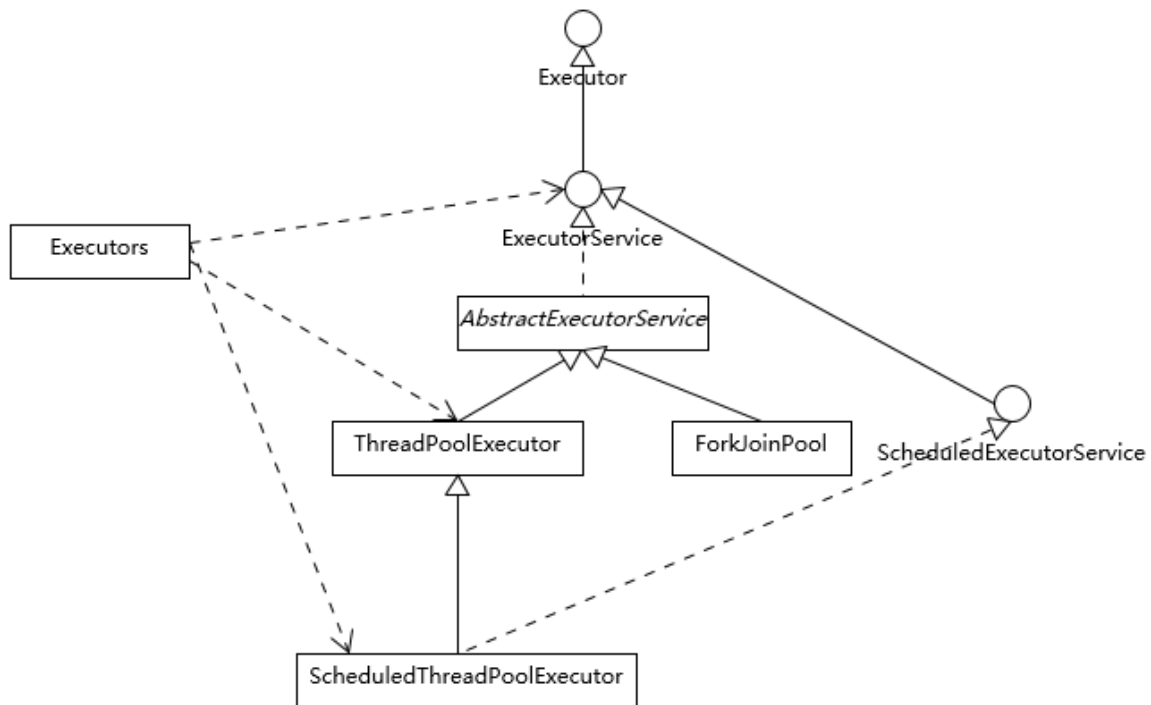 Executor
ExecutorService
Executors
AbstractExecutorService
ThreadPoolExecutor
ForkJoinPool
ScheduledExecutorService
ScheduledThreadPoolExecutor